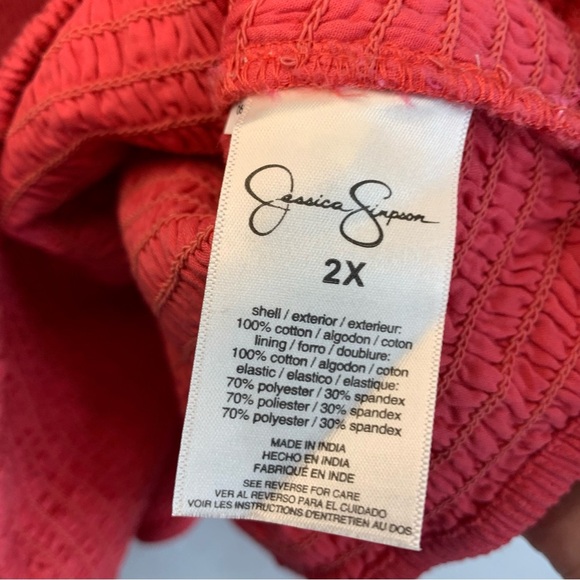 Jessica Simpson
2X
shell / exterior / exterieur:
100% cotton / algodon / coton
lining / forro / doublure:
100% cotton / algodon / coton
elastic / elastico / elastique:
70% polyester / 30% spandex
70% poliester / 30% spandex
70% polyester / 30% spandex
MADE IN INDIA
HECHO EN INDIA
FABRIQUÉ EN INDE
SEE REVERSE FOR CARE
VER AL REVERSO PARA EL CUIDADO
VOIR LES INSTRUCTIONS D'ENTRETIEN AU DOS